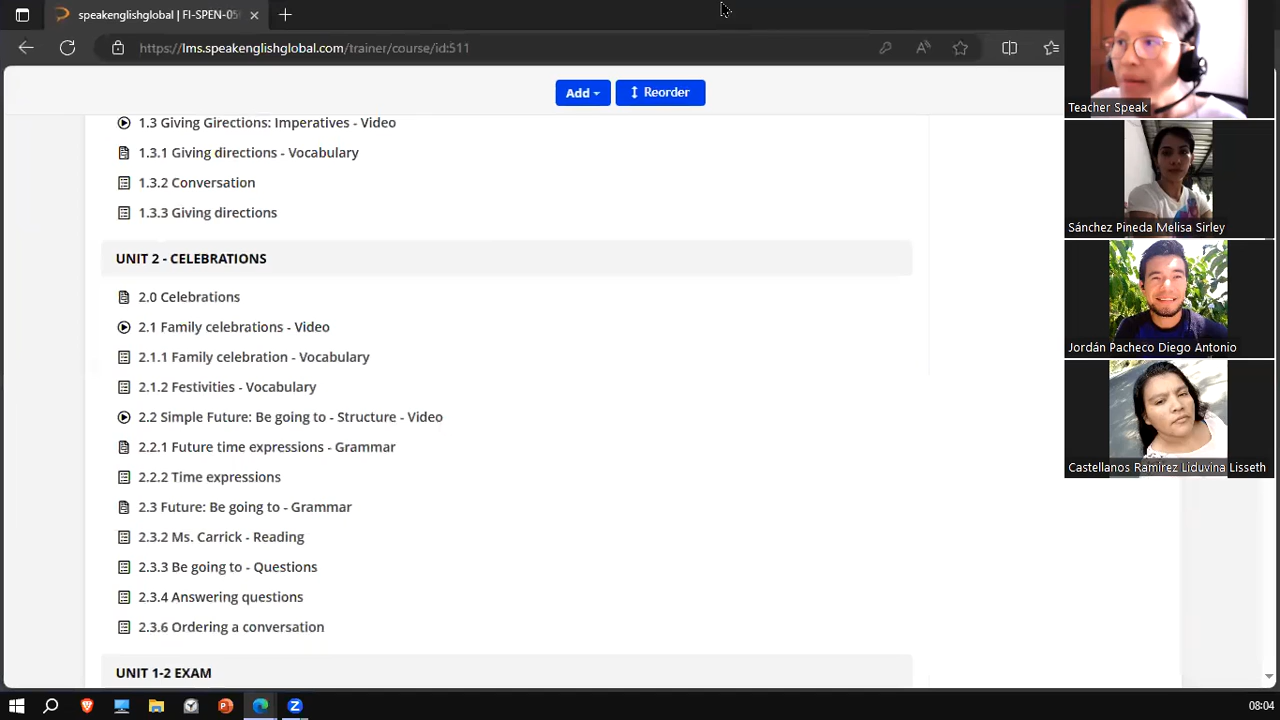 speakenglishglobal | FI-SPEN-05
https://lms.speakenglishglobal.com/trainer/course/id:511
Add
Reorder
1.3 Giving Girections: Imperatives - Video
1.3.1 Giving directions - Vocabulary
1.3.2 Conversation
1.3.3 Giving directions
UNIT 2 - CELEBRATIONS
2.0 Celebrations
2.1 Family celebrations - Video
2.1.1 Family celebration - Vocabulary
2.1.2 Festivities - Vocabulary
2.2 Simple Future: Be going to - Structure - Video
2.2.1 Future time expressions - Grammar
2.2.2 Time expressions
2.3 Future: Be going to - Grammar
2.3.2 Ms. Carrick - Reading
2.3.3 Be going to - Questions
2.3.4 Answering questions
2.3.6 Ordering a conversation
UNIT 1-2 EXAM
Teacher Speak
Sánchez Pineda Melisa Sirley
Jordán Pacheco Diego Antonio
Castellanos Ramírez Liduvina Lisseth
08:04